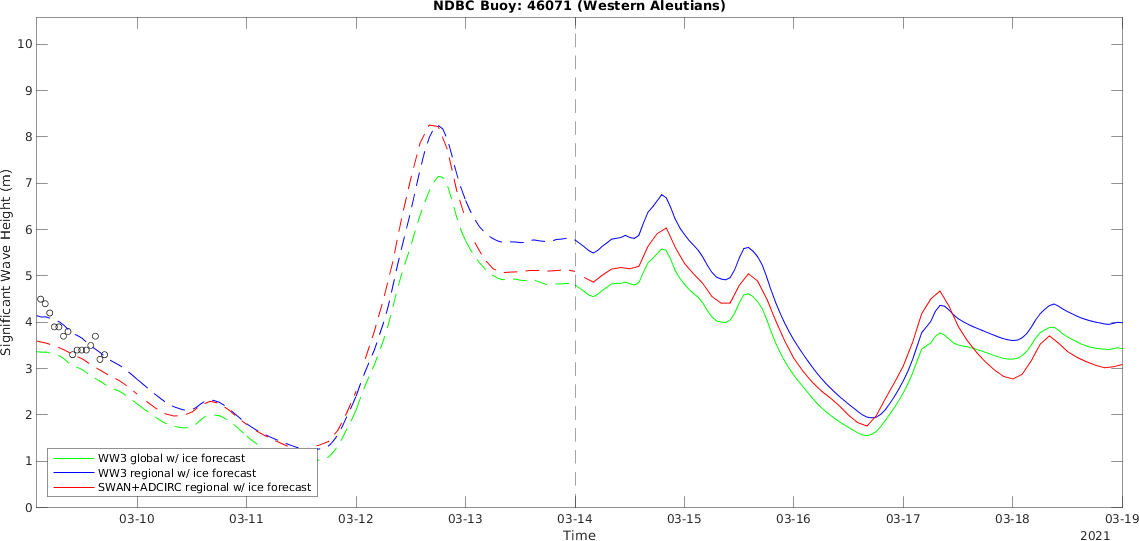 NDBC Buoy: 46071 (Western Aleutians)
10
9
8
7
6
5
4
3
2
1
0
Significant Wave Height (m)
WW3 global w/ ice forecast
WW3 regional w/ ice forecast
SWAN+ADCIRC regional w/ ice forecast
03-10 03-11 03-12 03-13 03-14 03-15 03-16 03-17 03-18 03-19
Time
2021